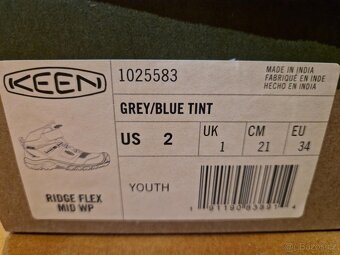 KEEN
1025583
MADE IN INDIA
FABRIQUÉ EN INDE
HECHO EN INDIA
GREY/BLUE TINT
US 2
UK 1
CM 21
EU 34
YOUTH
RIDGE FLEX
MID WP